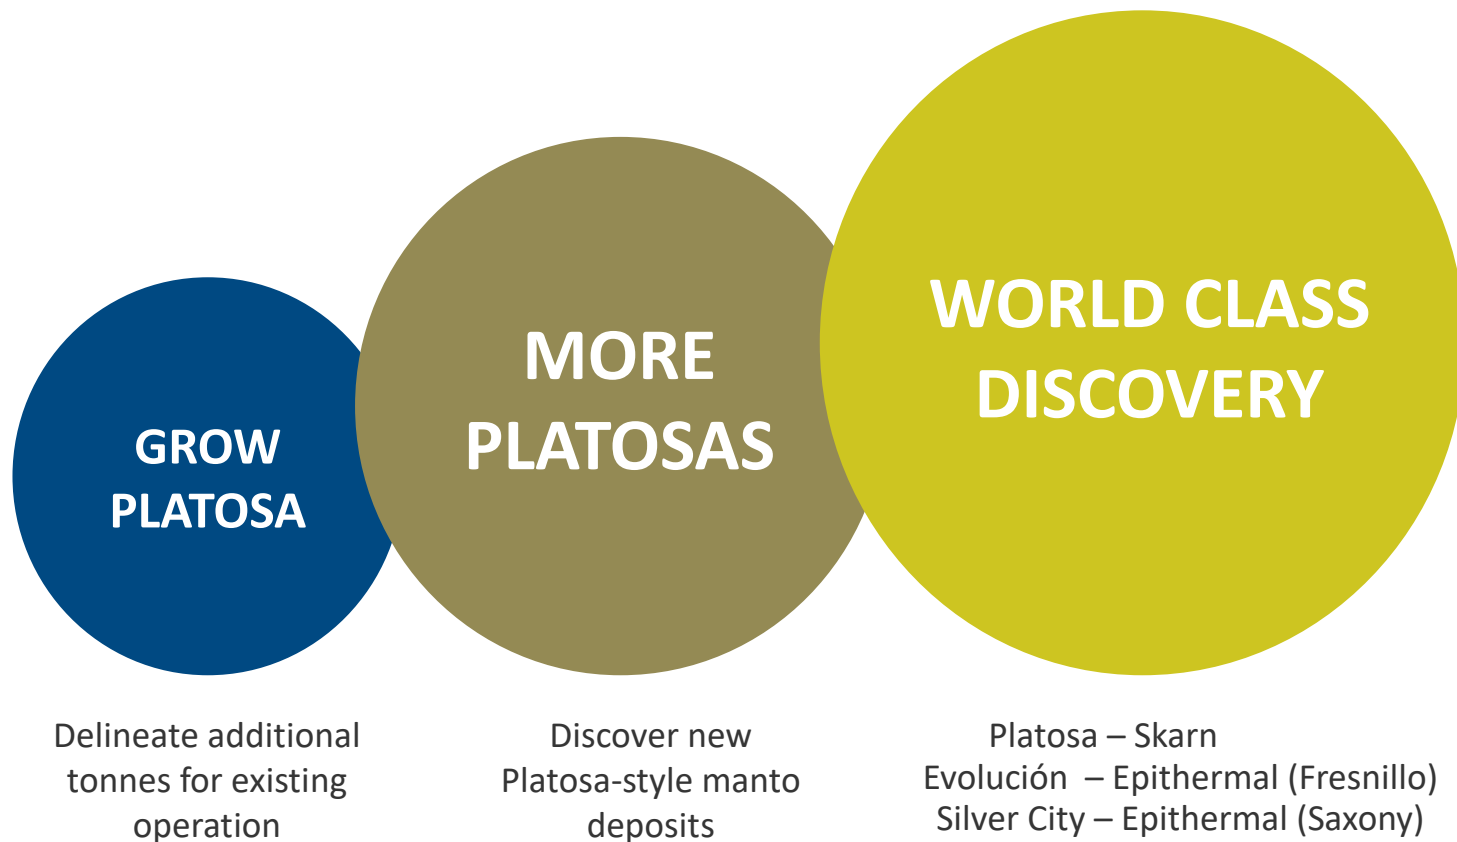 GROW
PLATOSA
MORE
PLATOSAS
WORLD CLASS
DISCOVERY
Delineate additional
tonnes for existing
operation
Discover new
Platosa-style manto
deposits
Platosa – Skarn
Evolución – Epithermal (Fresnillo)
Silver City – Epithermal (Saxony)